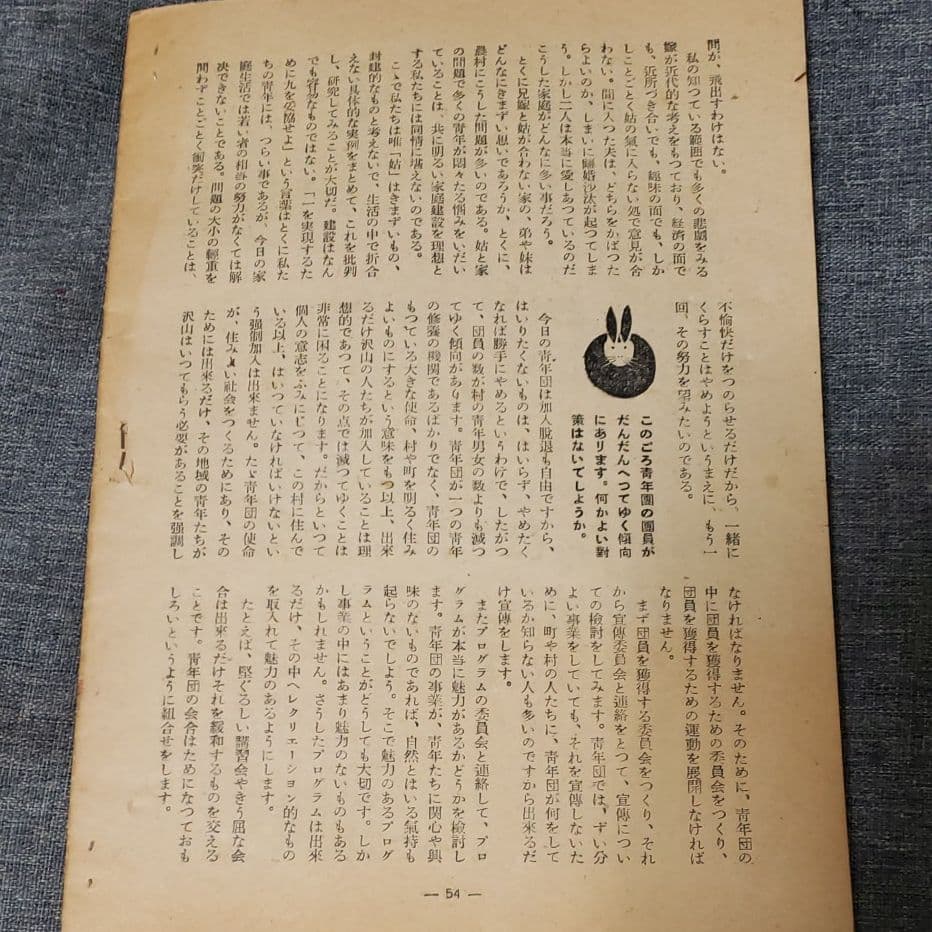 問が、飛出すわけはない。
私の知つている範囲でも多くの悲劇をみる
嫁が近代的な考えをもつており、経済の面で
も、近所づき合いでも、趣味の面でも、しか
しことごとく姑の氣に入らない処で意見が合
わない。間に入つた夫は、どちらをかばつた
らよいのか、しまいに離婚沙汰が起つてしま
う。しかし二人は本当に愛しあつているのだ
こうした家庭がどんなに多い事だろう。
とくに兄嫁と姑が合わない家の、弟や妹は
どんなにきまずい思いであろうか、とくに、
農村にこうした問題が多いのである。姑と家
の問題で多くの青年が悶々たる悩みをいだい
ていることは、共に明るい家庭建設を理想と
する私たちには同情に堪えないのである。
こゝで私たちは唯「姑」はきまずいもの、
封建的なものと考えないで、生活の中で折合
えない具体的な実例をまとめて、これを批判
し、研究してみることが大切だ。建設はなん
でも容易なものではない。「一を実現するた
めに九を妥協せよ」という言葉はとくに私た
ちの青年には、つらい事であるが、今日の家
庭生活では若い者の相当の努力がなくては解
決できないことである。問題の大小の輕重を
問わずことごとく衝突だけしていることは、
不愉快だけをつのらせるだけだから、一緒に
くらすことはやめようというまえに、もう一
回、その努力を望みたいのである。
このごろ青年團の團員が
だんだんへつてゆく傾向
にあります。何かよい對
策はないでしようか。
今日の青年団は加入脱退も自由ですから、
はいりたくないものは、はいらず、やめたく
なれば勝手にやめるというわけで、したがつ
て、団員の数が村の青年男女の数よりも減つ
てゆく傾向があります。青年団が一つの青年
の修養の機関であるばかりでなく、青年団の
もつている大きな使命、村や町を明るく住み
よいものにするという意味をもつ以上、出来
るだけ沢山の人たちが加入していることは理
想的であつて、その点では減つてゆくことは
非常に困ることになります。だからといつて
個人の意志をふみにじつて、この村に住んで
いる以上、はいつていなければいけないとい
う強制加入は出来ません。たゞ青年団の使命
が、住みよい社会をつくるためにあり、その
ためには出来るだけ、その地域の青年たちが
沢山はいつてもらう必要があることを強調し
なければなりません。そのために、青年団の
中に団員を獲得するための委員会をつくり、
団員を獲得するための運動を展開しなければ
なりません。
まず団員を獲得する委員会をつくり、それ
から宣傳委員会と連絡をとつて、宣傳につい
ての檢討をしてみます。青年団では、ずい分
よい事業をしていても、それを宣傳しないた
めに、町や村の人たちに、青年団が何をして
いるか知らない人も多いのですから出来るだ
け宣傳をします。
またプログラムの委員会と連絡して、プロ
グラムが本当に魅力があるかどうかを檢討し
ます。青年団の事業が、青年たちに関心や興
味のないものであれば、自然とはいる氣持も
起らないでしよう。そこで魅力のあるプログ
ラムということがどうしても大切です。しか
し事業の中にはあまり魅力のないものもある
かもしれません。さうしたプログラムは出来
るだけ、その中へレクリエーシヨン的なもの
を取入れて魅力のあるようにします。
たとえば、堅ぐるしい講習会やきう屈な会
合は出来るだけそれを緩和するものを交える
ことです。青年団の会合はためになつておも
しろいというように組合せをします。
— 54 —